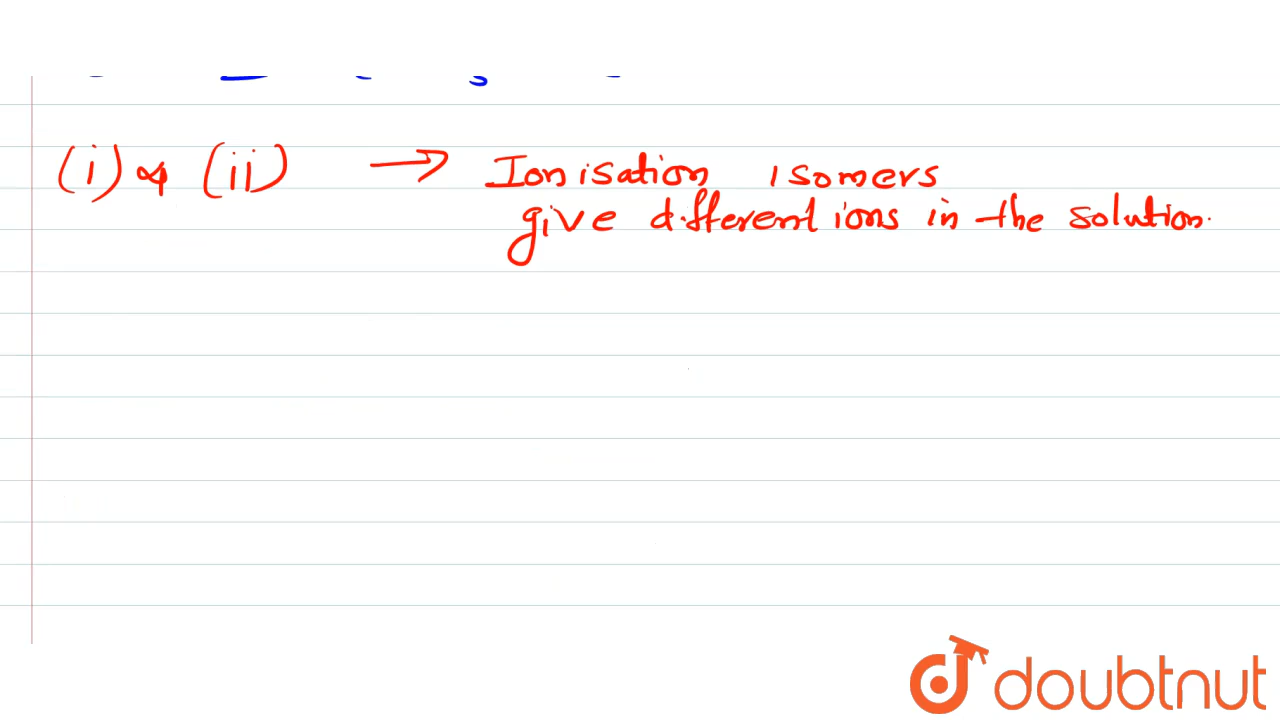 (i) & (ii) → Ionisation isomers
give different ions in the solution.
doubtnut